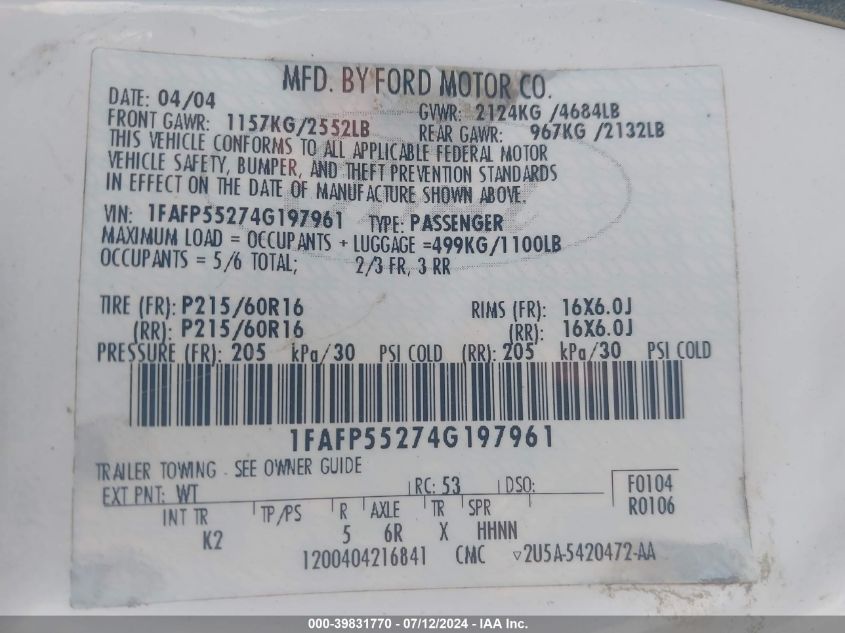 MFD. BY FORD MOTOR CO.
DATE: 04/04 GVWR: 2124KG /4684LB
FRONT GAWR: 1157KG/2552LB REAR GAWR: 967KG /2132LB
THIS VEHICLE CONFORMS TO ALL APPLICABLE FEDERAL MOTOR
VEHICLE SAFETY, BUMPER, AND THEFT PREVENTION STANDARDS
IN EFFECT ON THE DATE OF MANUFACTURE SHOWN ABOVE.
VIN: 1FAFP55274G197961 TYPE: PASSENGER
MAXIMUM LOAD = OCCUPANTS + LUGGAGE =499KG/1100LB
OCCUPANTS = 5/6 TOTAL; 2/3 FR, 3 RR
TIRE (FR): P215/60R16 RIMS (FR): 16X6.0J
(RR): P215/60R16 (RR): 16X6.0J
PRESSURE (FR): 205 kPa/30 PSI COLD (RR): 205 kPa/30 PSI COLD
1FAFP55274G197961
TRAILER TOWING - SEE OWNER GUIDE
EXT PNT: WT RC: 53 DSO: F0104
INT TR TP/PS R AXLE TR SPR R0106
K2 5 6R X HHNN
1200404216841 CMC ▽2U5A-5420472-AA
000-39831770 - 07/12/2024 - IAA Inc.